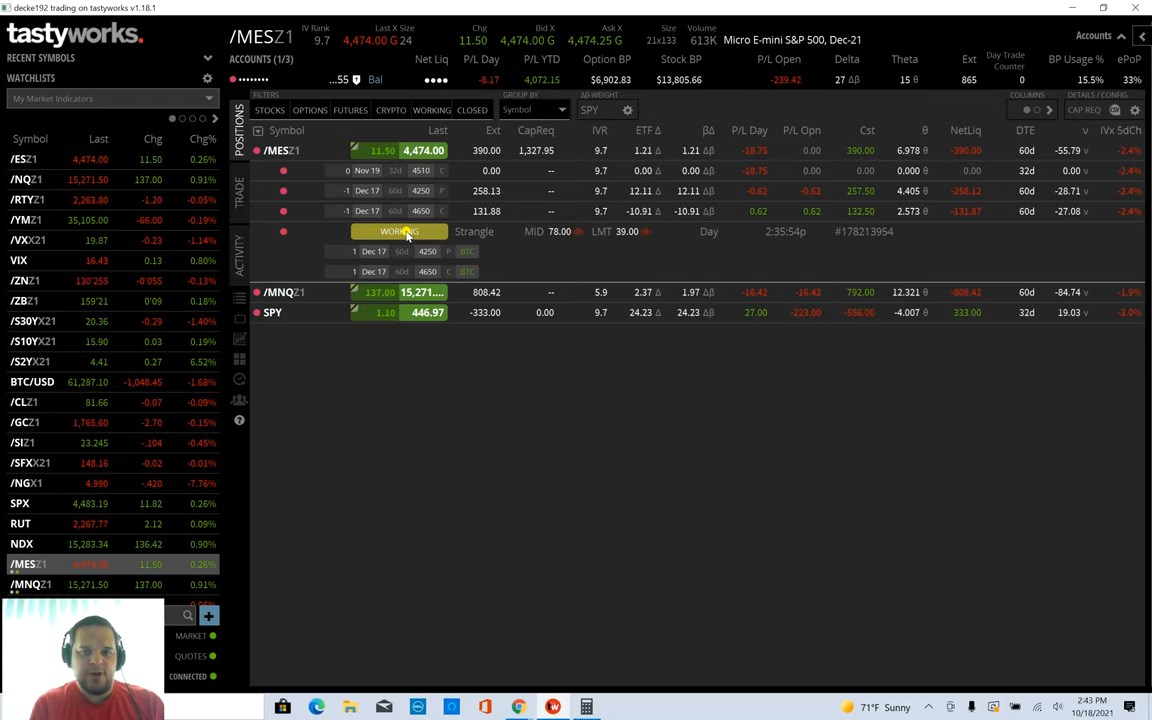 decke192 trading on tastyworks v1.18.1
tastyworks.
RECENT SYMBOLS
WATCHLISTS
My Market Indicators ...
Symbol Last Chg Chg%
/ESZ1 4,474.00 11.50 0.26%
/NQZ1 15,271.50 137.00 0.91%
/RTYZ1 2,263.80 -1.20 -0.05%
/YMZ1 35,105.00 -66.00 -0.19%
/VXX21 19.87 -0.23 -1.14%
VIX 16.43 0.13 0.80%
/ZNZ1 130'255 -0'055 -0.13%
/ZBZ1 159'21 0'09 0.18%
/S30YX21 20.36 -0.29 -1.40%
/S10YX21 15.90 0.03 0.19%
/S2YX21 4.41 0.27 6.52%
BTC/USD 61,287.10 -1,048.45 -1.68%
/CLZ1 81.66 -0.07 -0.09%
/GCZ1 1,765.60 -2.70 -0.15%
/SIZ1 23.245 -.104 -0.45%
/SFXX21 148.16 -0.02 -0.01%
/NGX1 4.990 -.420 -7.76%
SPX 4,483.19 11.82 0.26%
RUT 2,267.77 2.12 0.09%
NDX 15,283.34 136.42 0.90%
/MESZ1 4,474.00 11.50 0.26%
/MNQZ1 15,271.50 137.00 0.91%
MARKET
QUOTES
CONNECTED
/MESZ1
IV Rank Last X Size Chg Bid X Ask X Size Volume
9.7 4,474.00 G 24 11.50 4,474.00 G 4,474.25 G 21x133 613K Micro E-mini S&P 500, Dec-21
Accounts
ACCOUNTS (1/3) Net Liq P/L Day P/L YTD Option BP Stock BP P/L Open Delta Theta Ext Day Trade Counter BP Usage % ePoP
...55 Bal -8.17 4,072.15 $6,902.83 $13,805.66 -239.42 27 Δ 15 θ 865 15.5% 33%
FILTERS GROUP BY Δβ-WEIGHT COLUMNS DETAILS / CONFIG
STOCKS OPTIONS FUTURES CRYPTO WORKING CLOSED Symbol SPY CAP REQ
POSITIONS
TRADE
ACTIVITY
Symbol Last Ext CapReq IVR ETF Δ βΔ P/L Day P/L Opn Cst θ NetLiq DTE ν IVx 5dCh
/MESZ1 11.50 4,474.00 390.00 1,327.95 9.7 1.21 Δ 1.21 Δβ -18.75 0.00 390.00 6.978 θ -390.00 60d -55.79 -2.4%
0 Nov 19 32d 4510 C 0.00 -- 9.7 0.00 Δ 0.00 Δβ -18.75 0.00 0.000 0.00 32d 0.00 -2.4%
-1 Dec 17 60d 4250 P 258.13 -- 9.7 12.11 Δ 12.11 Δβ -0.62 0.62 257.50 4.405 θ -258.12 60d -28.71 -2.4%
-1 Dec 17 60d 4650 C 131.88 -- 9.7 -10.91 Δ -10.91 Δβ 0.62 0.62 132.50 2.573 θ -131.87 60d -27.08 -2.4%
WORKING Strangle MID 78.00 db LMT 39.00 db Day 2:35:54p #178213954
1 Dec 17 60d 4250 P BTC
1 Dec 17 60d 4650 C BTC
/MNQZ1 137.00 15,271.... 808.42 -- 5.9 2.37 Δ 1.97 Δβ -16.42 -16.42 792.00 12.321 θ -808.42 60d -84.74 -1.9%
SPY 1.10 446.97 -333.00 0.00 9.7 24.23 Δ 24.23 Δβ 27.00 -223.00 -556.00 -4.007 θ 333.00 32d 19.03 -3.0%
71°F Sunny
2:43 PM
10/18/2021